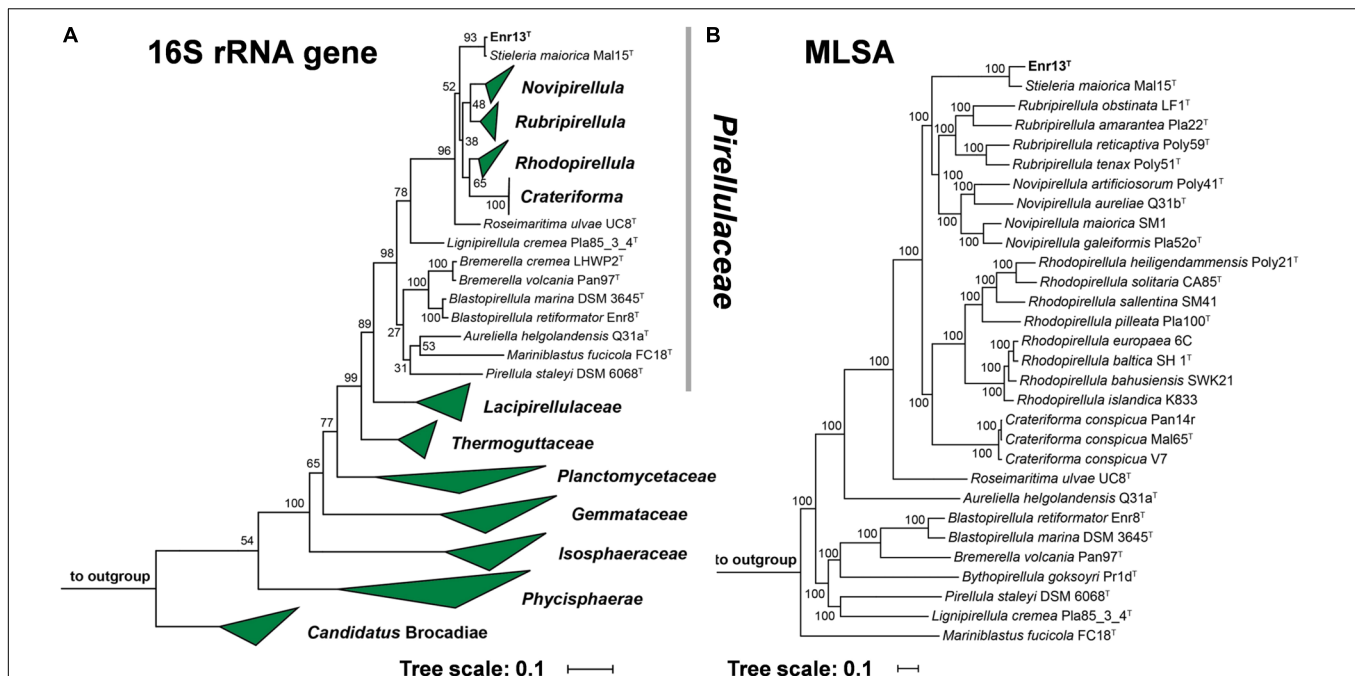 A
16S rRNA gene
93
Enr13ᵀ
Stieleria maiorica Mal15ᵀ
Novipirellula
52
48
Rubripirellula
38
96
Rhodopirellula
65
Crateriforma
100
78
Roseimaritima ulvae UC8ᵀ
Lignipirellula cremea Pla85_3_4ᵀ
98
100
Bremerella cremea LHWP2ᵀ
Bremerella volcania Pan97ᵀ
100
Blastopirellula marina DSM 3645ᵀ
100
Blastopirellula retiformator Enr8ᵀ
89
27
Aureliella helgolandensis Q31aᵀ
53
Mariniblastus fucicola FC18ᵀ
31
Pirellula staleyi DSM 6068ᵀ
Pirellulaceae
99
Lacipirellulaceae
77
Thermoguttaceae
65
Planctomycetaceae
100
Gemmataceae
54
Isosphaeraceae
to outgroup
Phycisphaerae
Candidatus Brocadiae
Tree scale: 0.1
B
MLSA
100
Enr13ᵀ
Stieleria maiorica Mal15ᵀ
100
Rubripirellula obstinata LF1ᵀ
100
Rubripirellula amarantea Pla22ᵀ
100
100
Rubripirellula reticaptiva Poly59ᵀ
100
Rubripirellula tenax Poly51ᵀ
100
100
Novipirellula artificiosorum Poly41ᵀ
Novipirellula aureliae Q31bᵀ
100
Novipirellula maiorica SM1
100
Novipirellula galeiformis Pla52oᵀ
100
100
Rhodopirellula heiligendammensis Poly21ᵀ
100
Rhodopirellula solitaria CA85ᵀ
100
Rhodopirellula sallentina SM41
Rhodopirellula pilleata Pla100ᵀ
100
100
Rhodopirellula europaea 6C
100
Rhodopirellula baltica SH 1ᵀ
100
Rhodopirellula bahusiensis SWK21
100
Rhodopirellula islandica K833
100
Crateriforma conspicua Pan14r
100
Crateriforma conspicua Mal65ᵀ
100
Crateriforma conspicua V7
100
Roseimaritima ulvae UC8ᵀ
Aureliella helgolandensis Q31aᵀ
100
100
Blastopirellula retiformator Enr8ᵀ
100
Blastopirellula marina DSM 3645ᵀ
100
Bremerella volcania Pan97ᵀ
to outgroup
Bythopirellula goksoyri Pr1dᵀ
100
Pirellula staleyi DSM 6068ᵀ
100
Lignipirellula cremea Pla85_3_4ᵀ
Mariniblastus fucicola FC18ᵀ
Tree scale: 0.1